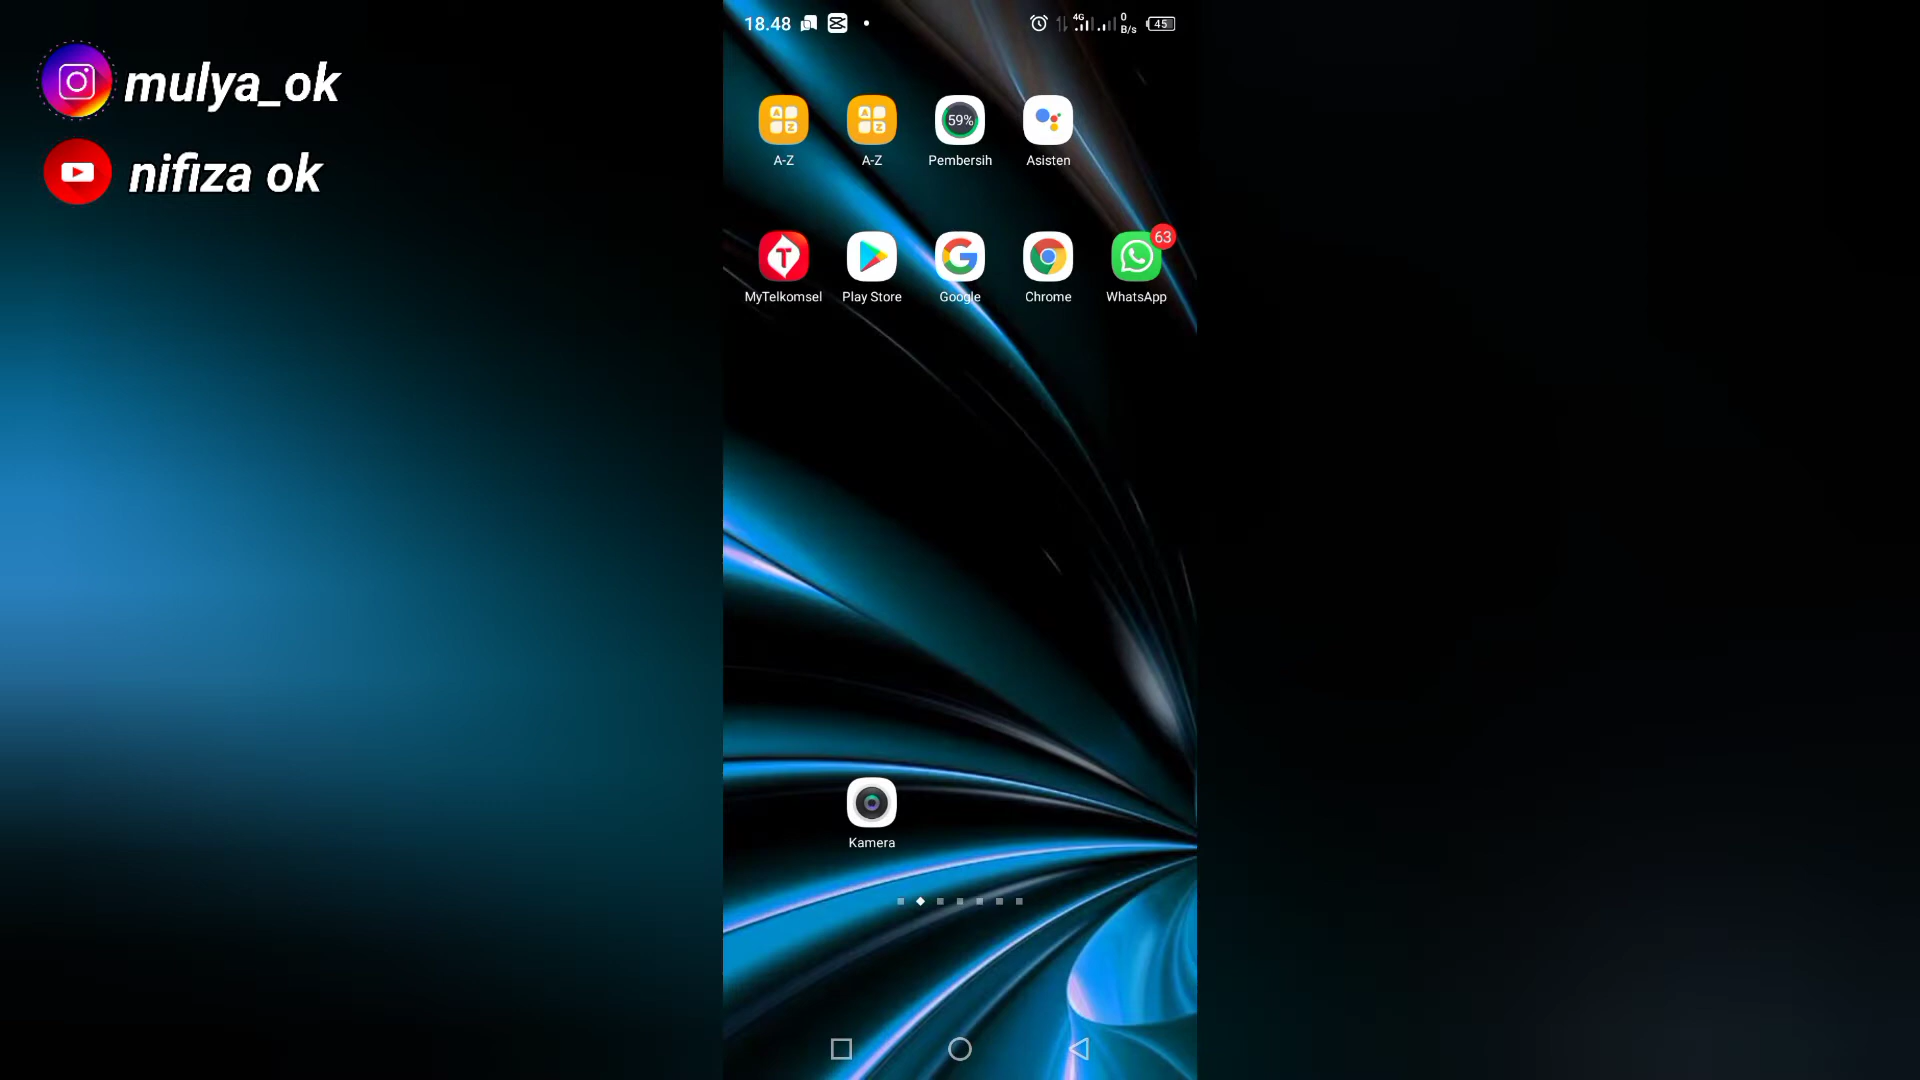 mulya_ok
nifiza ok
18.48
4G
0
B/s
45
A-Z
A-Z
59%
Pembersih
Asisten
63
MyTelkomsel
Play Store
Google
Chrome
WhatsApp
Kamera